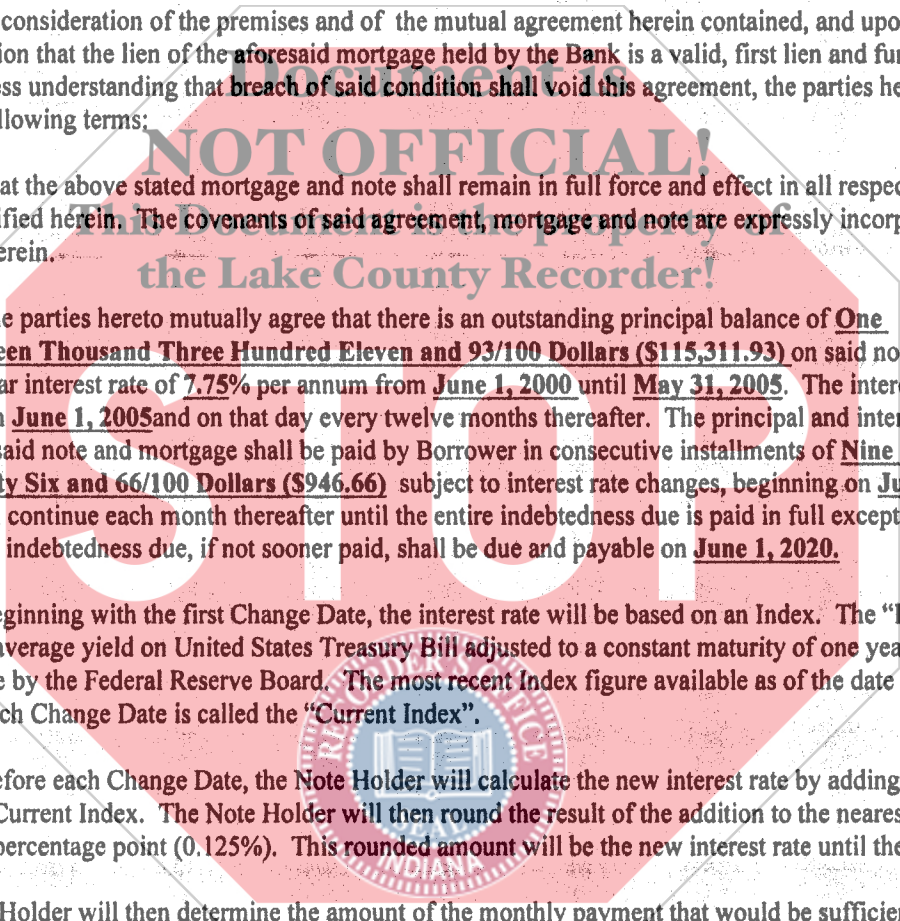 consideration of the premises and of the mutual agreement herein contained, and upo
ion that the lien of the aforesaid mortgage held by the Bank is a valid, first lien and fur
ess understanding that breach of said condition shall void this agreement, the parties he
llowing terms;
Document is
NOT OFFICIAL!
This Document is the property of
the Lake County Recorder!
at the above stated mortgage and note shall remain in full force and effect in all respec
ified herein. The covenants of said agreement, mortgage and note are expressly incorp
erein.
e parties hereto mutually agree that there is an outstanding principal balance of One
een Thousand Three Hundred Eleven and 93/100 Dollars ($115,311.93) on said no
ar interest rate of 7.75% per annum from June 1, 2000 until May 31, 2005. The inter
n June 1, 2005and on that day every twelve months thereafter. The principal and inter
said note and mortgage shall be paid by Borrower in consecutive installments of Nine
ty Six and 66/100 Dollars ($946.66) subject to interest rate changes, beginning on Ju
continue each month thereafter until the entire indebtedness due is paid in full except
indebtedness due, if not sooner paid, shall be due and payable on June 1, 2020.
STOP
eginning with the first Change Date, the interest rate will be based on an Index. The “I
average yield on United States Treasury Bill adjusted to a constant maturity of one yea
e by the Federal Reserve Board. The most recent Index figure available as of the date
ch Change Date is called the “Current Index”.
efore each Change Date, the Note Holder will calculate the new interest rate by adding
Current Index. The Note Holder will then round the result of the addition to the neares
percentage point (0.125%). This rounded amount will be the new interest rate until the
RECORDER'S OFFICE
SEAL
INDIANA
Holder will then determine the amount of the monthly payment that would be sufficien